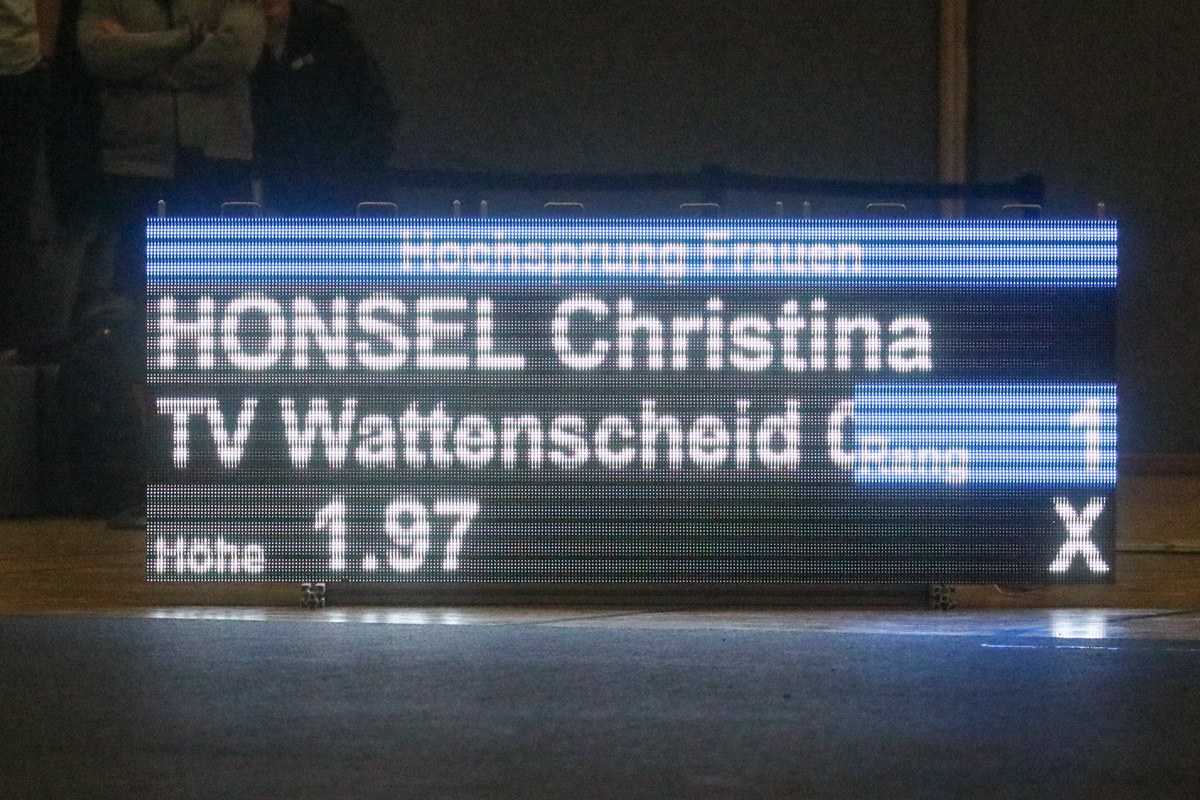 Hochsprung Frauen
HONSEL Christina
TV Wattenscheid
Rang 1
Höhe 1.97 X